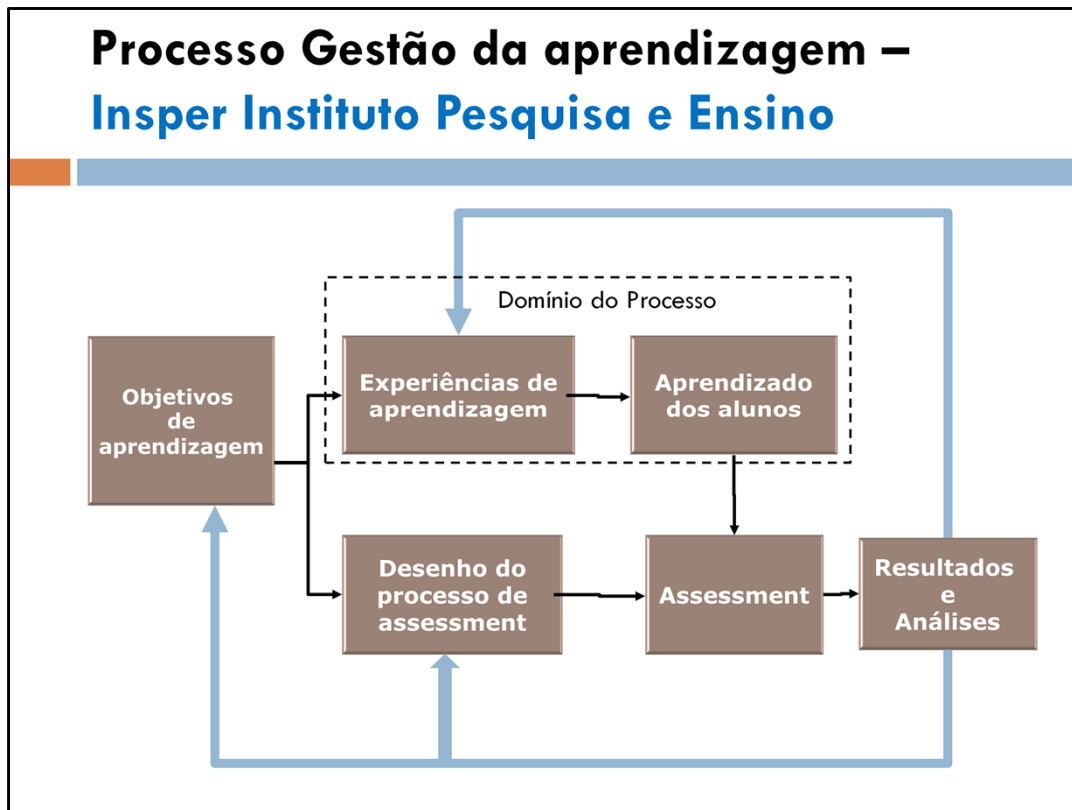 Processo Gestão da aprendizagem –
Insper Instituto Pesquisa e Ensino
Domínio do Processo
Objetivos
de
aprendizagem
Experiências de
aprendizagem
Aprendizado
dos alunos
Desenho do
processo de
assessment
Assessment
Resultados
e
Análises